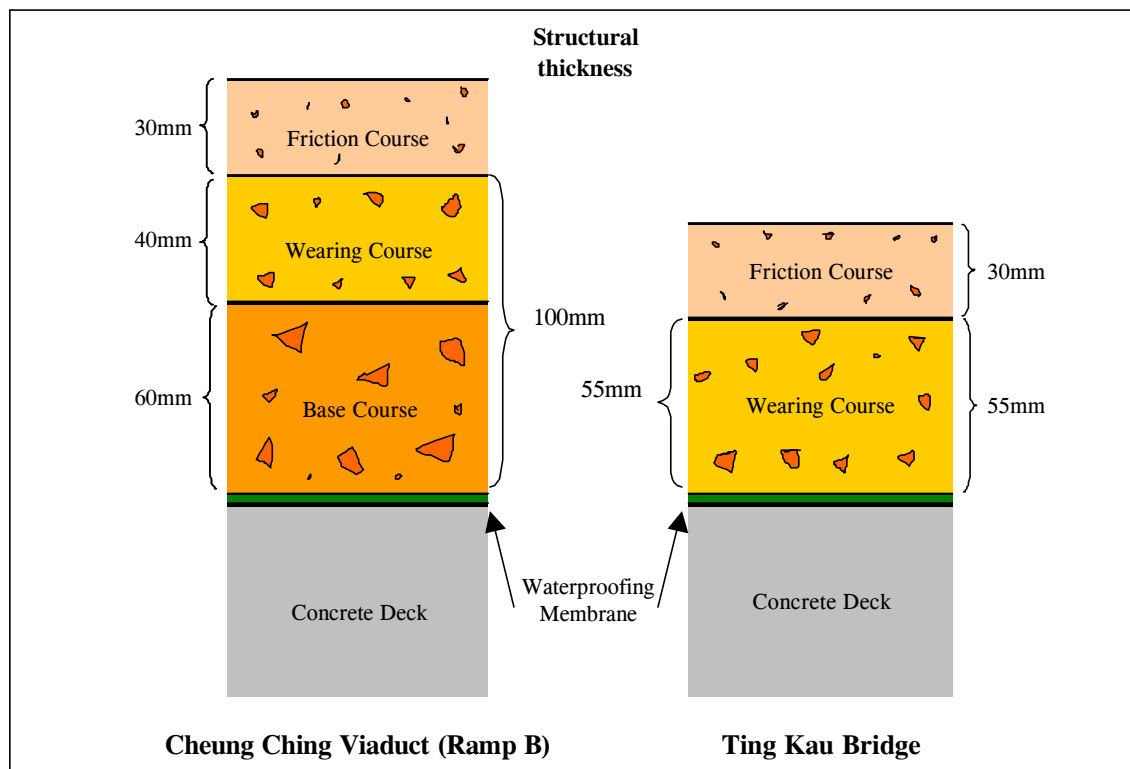 Structural
thickness
30mm
Friction Course
40mm
Wearing Course
100mm
60mm
Base Course
Concrete Deck
Waterproofing
Membrane
Friction Course
30mm
55mm
Wearing Course
55mm
Concrete Deck
Cheung Ching Viaduct (Ramp B)
Ting Kau Bridge